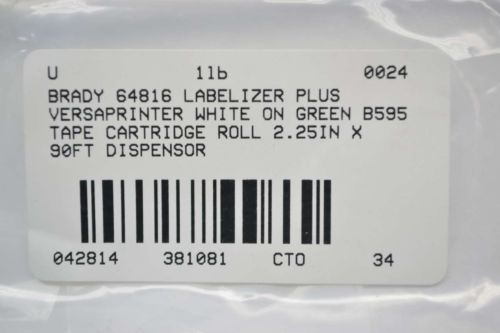 U 1lb 0024
BRADY 64816 LABELIZER PLUS
VERSAPRINTER WHITE ON GREEN B595
TAPE CARTRIDGE ROLL 2.25IN X
90FT DISPENSOR
042814 381081 CTO 34